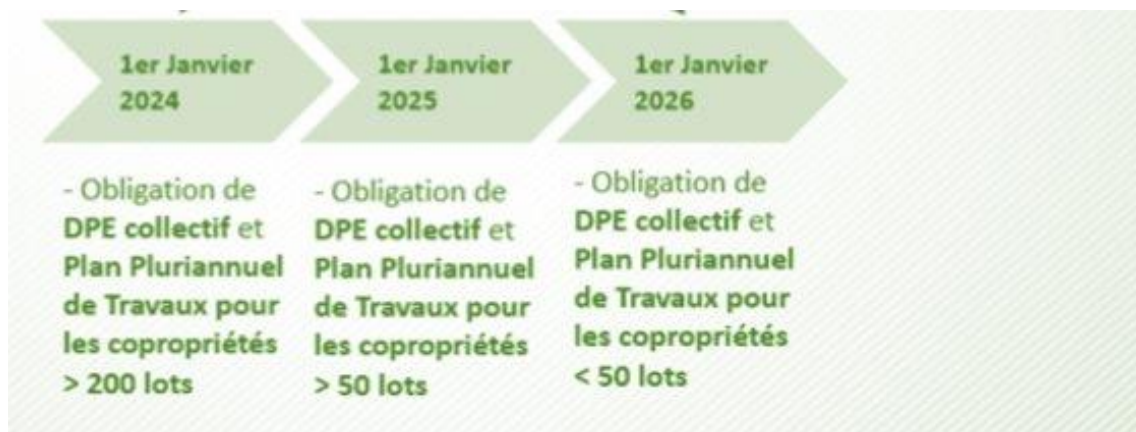 1er Janvier
2024
- Obligation de
DPE collectif et
Plan Pluriannuel
de Travaux pour
les copropriétés
> 200 lots
1er Janvier
2025
- Obligation de
DPE collectif et
Plan Pluriannuel
de Travaux pour
les copropriétés
> 50 lots
1er Janvier
2026
- Obligation de
DPE collectif et
Plan Pluriannuel
de Travaux pour
les copropriétés
< 50 lots